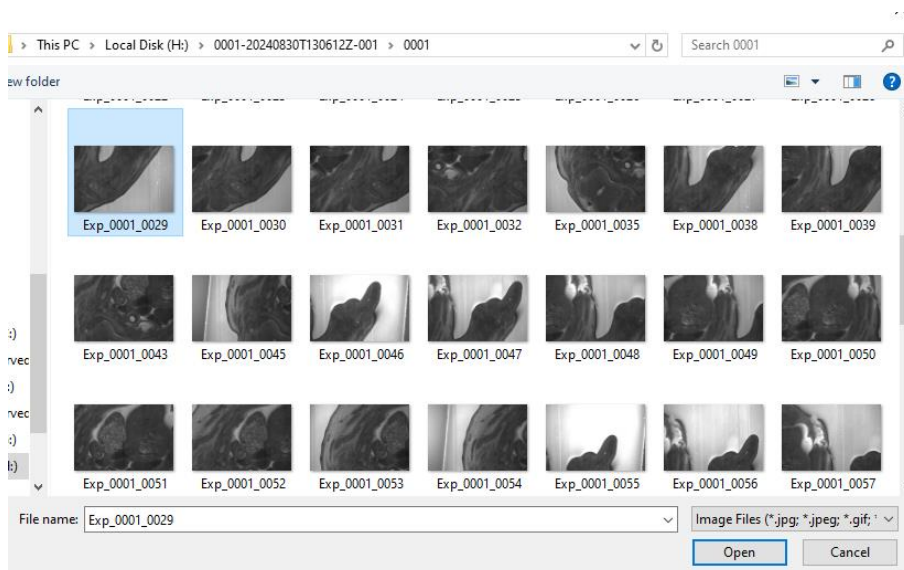 This PC > Local Disk (H:) > 0001-20240830T130612Z-001 > 0001
Search 0001
ew folder
Exp_0001_0029 Exp_0001_0030 Exp_0001_0031 Exp_0001_0032 Exp_0001_0035 Exp_0001_0038 Exp_0001_0039
:)
Exp_0001_0043 Exp_0001_0045 Exp_0001_0046 Exp_0001_0047 Exp_0001_0048 Exp_0001_0049 Exp_0001_0050
rvec
:)
rvec
:)
I:)
Exp_0001_0051 Exp_0001_0052 Exp_0001_0053 Exp_0001_0054 Exp_0001_0055 Exp_0001_0056 Exp_0001_0057
File name: Exp_0001_0029
Image Files (*.jpg; *.jpeg; *.gif; *
Open Cancel